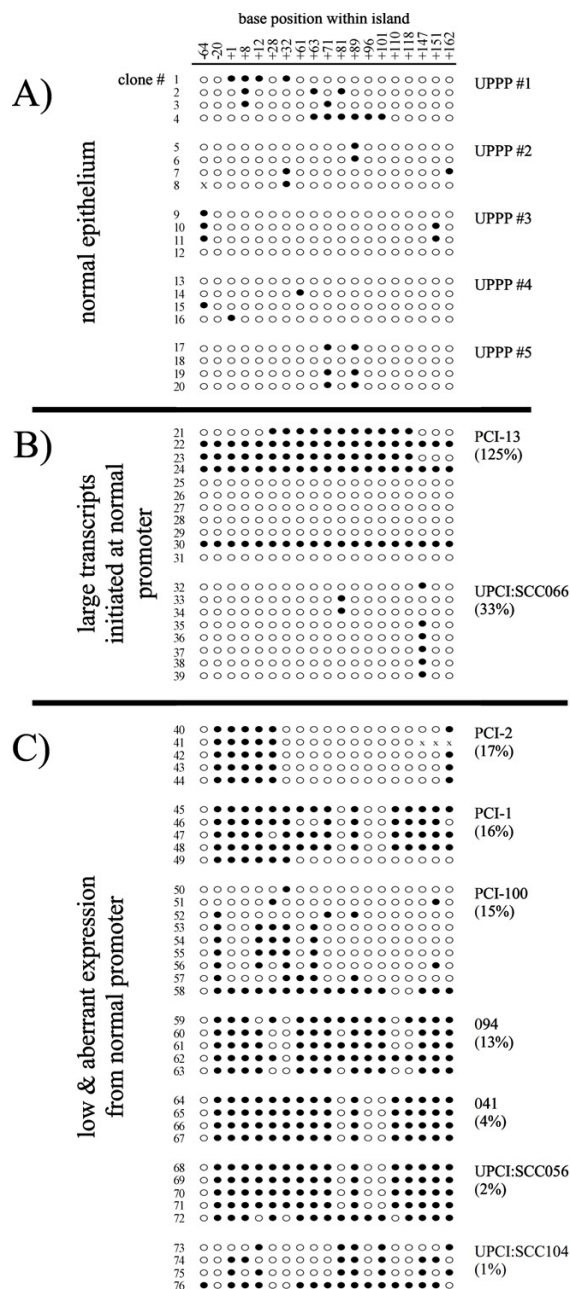 base position within island
-64 -20 +1 +8 +12 +28 +32 +61 +63 +71 +81 +89 +96 +101 +110 +118 +147 +151 +162
clone #
A)
normal epithelium
1 UPPP #1
2
3
4
5 UPPP #2
6
7
8 x
9 UPPP #3
10
11
12
13 UPPP #4
14
15
16
17 UPPP #5
18
19
20
B)
large transcripts
initiated at normal
promoter
21 PCI-13
22 (125%)
23
24
25
26
27
28
29
30
31
32 UPCI:SCC066
33 (33%)
34
35
36
37
38
39
C)
low & aberrant expression
from normal promoter
40 PCI-2
41 x x x (17%)
42
43
44
45 PCI-1
46 (16%)
47
48
49
50 PCI-100
51 (15%)
52
53
54
55
56
57
58
59 094
60 (13%)
61
62
63
64 041
65 (4%)
66
67
68 UPCI:SCC056
69 (2%)
70
71
72
73 UPCI:SCC104
74 (1%)
75
76